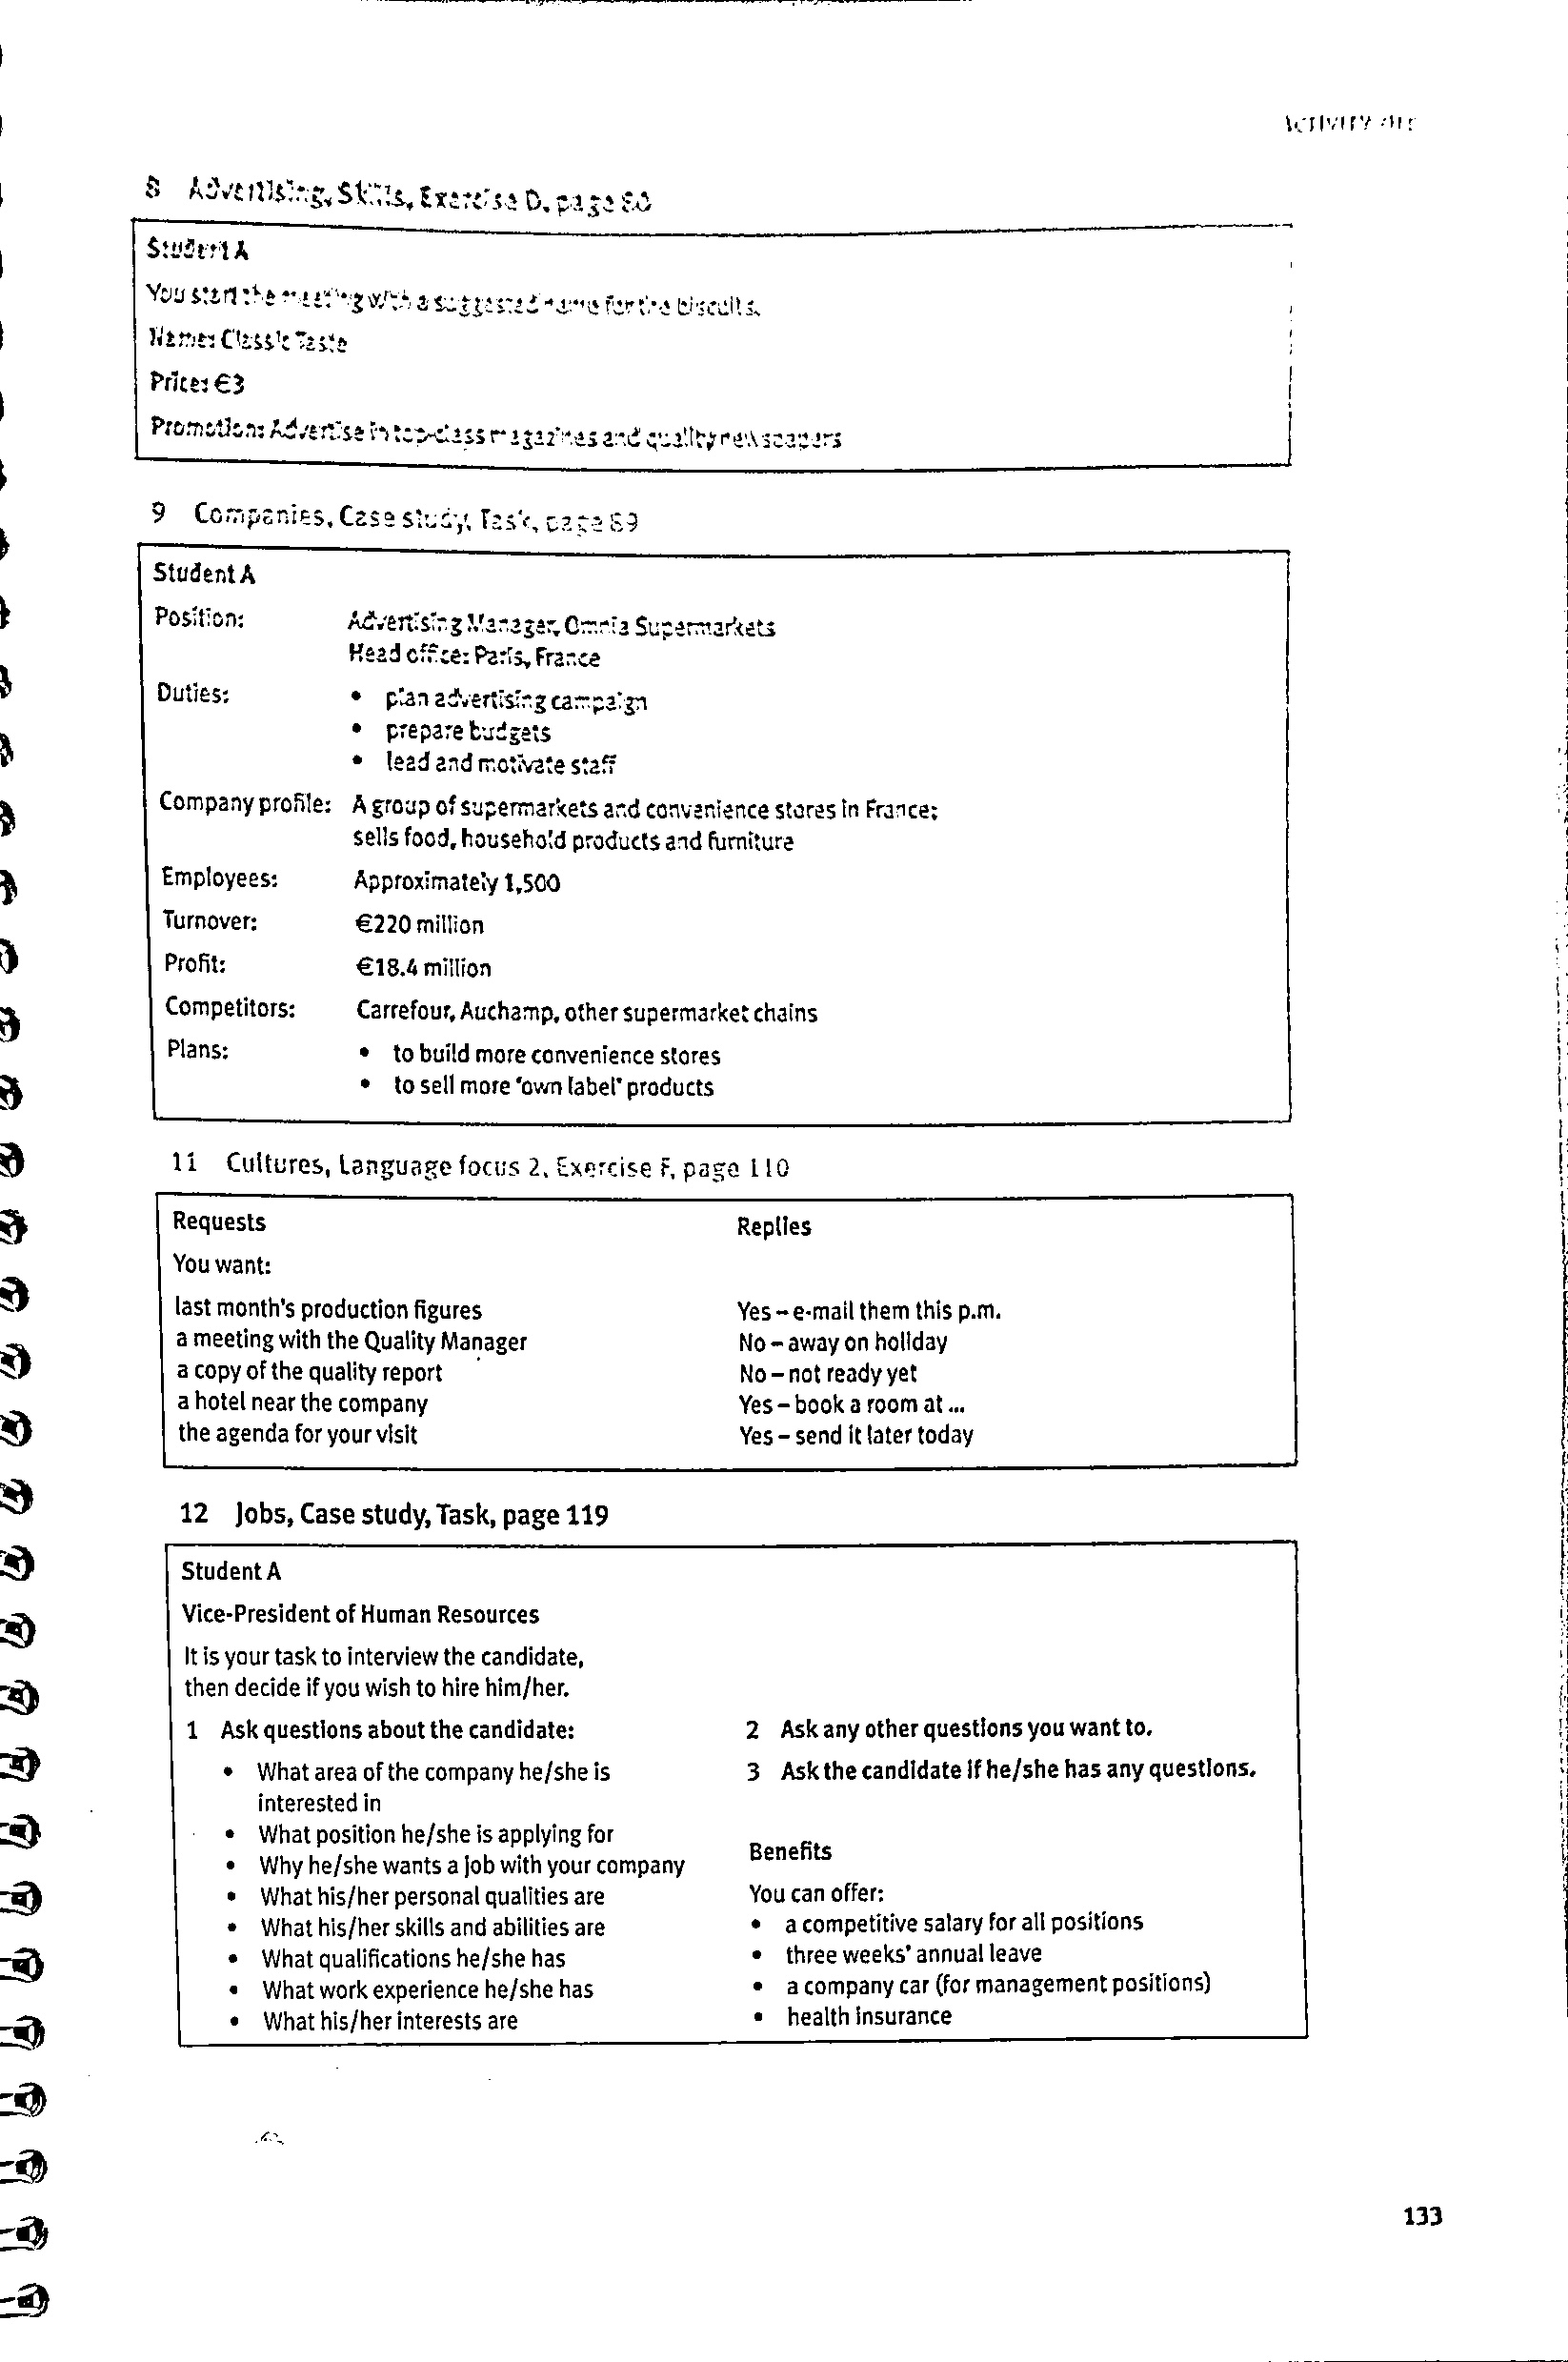 ACTIVITY FILE
8 Advertising, Skills, Exercise D, page 80
Student A
You start the meeting with a suggested name for the biscuits.
Name: Classic Taste
Price: €3
Promotion: Advertise in top-class magazines and quality newspapers
9 Companies, Case study, Task, page 89
Student A
Position: Advertising Manager, Omnia Supermarkets
Head office: Paris, France
Duties: • plan advertising campaign
• prepare budgets
• lead and motivate staff
Company profile: A group of supermarkets and convenience stores in France;
sells food, household products and furniture
Employees: Approximately 1,500
Turnover: €220 million
Profit: €18.4 million
Competitors: Carrefour, Auchamp, other supermarket chains
Plans: • to build more convenience stores
• to sell more 'own label' products
11 Cultures, Language focus 2, Exercise F, page 110
Requests Replies
You want:
last month's production figures Yes – e-mail them this p.m.
a meeting with the Quality Manager No – away on holiday
a copy of the quality report No – not ready yet
a hotel near the company Yes – book a room at ...
the agenda for your visit Yes – send it later today
12 Jobs, Case study, Task, page 119
Student A
Vice-President of Human Resources
It is your task to interview the candidate,
then decide if you wish to hire him/her.
1 Ask questions about the candidate:
• What area of the company he/she is
interested in
• What position he/she is applying for
• Why he/she wants a job with your company
• What his/her personal qualities are
• What his/her skills and abilities are
• What qualifications he/she has
• What work experience he/she has
• What his/her interests are
2 Ask any other questions you want to.
3 Ask the candidate if he/she has any questions.
Benefits
You can offer:
• a competitive salary for all positions
• three weeks' annual leave
• a company car (for management positions)
• health insurance
133